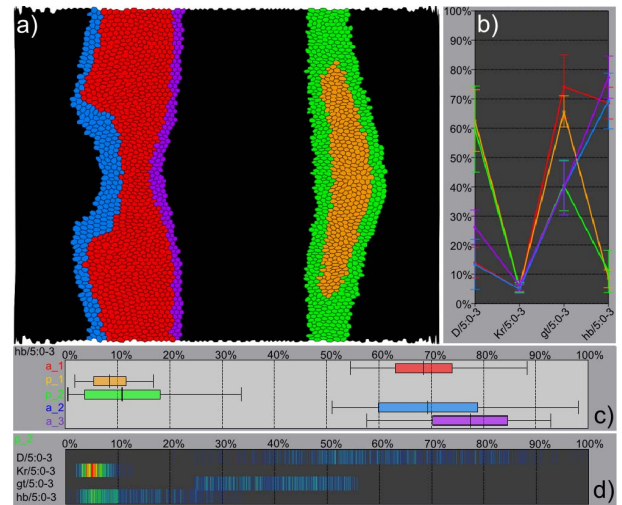 a)
b)
100%
90%
80%
70%
60%
50%
40%
30%
20%
10%
0%
D/5:0-3
Kr/5:0-3
gt/5:0-3
hb/5:0-3
hb/5:0-3
0% 10% 20% 30% 40% 50% 60% 70% 80% 90% 100%
a_1
p_1
a_2
a_3
c)
0% 10% 20% 30% 40% 50% 60% 70% 80% 90% 100%
D/5:0-3
Kr/5:0-3
gt/5:0-3
hb/5:0-3
d)